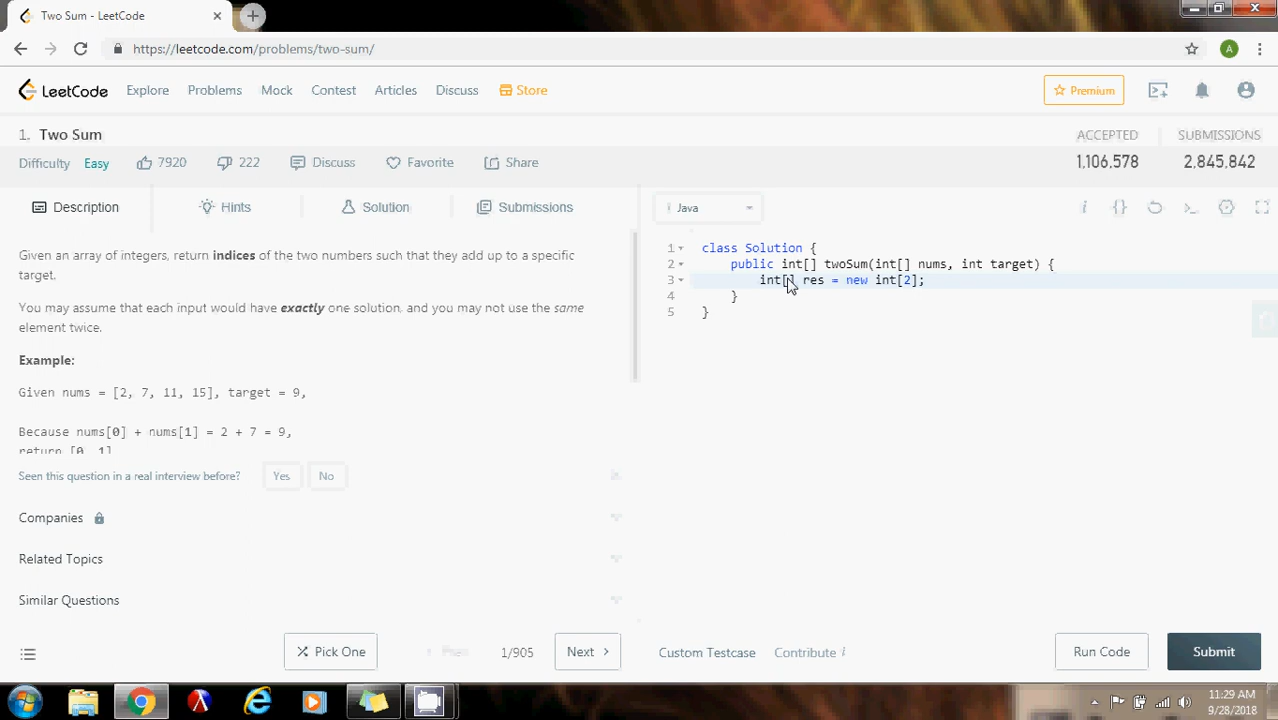 Two Sum - LeetCode
https://leetcode.com/problems/two-sum/
A
LeetCode Explore Problems Mock Contest Articles Discuss Store Premium
1. Two Sum
ACCEPTED SUBMISSIONS
Difficulty Easy 7920 222 Discuss Favorite Share
1,106,578 2,845,842
Description Hints Solution Submissions
Given an array of integers, return indices of the two numbers such that they add up to a specific
target.
You may assume that each input would have exactly one solution, and you may not use the same
element twice.
Example:
Given nums = [2, 7, 11, 15], target = 9,
Because nums[0] + nums[1] = 2 + 7 = 9,
return [0, 1]
Seen this question in a real interview before? Yes No
Companies
Related Topics
Similar Questions
Pick One
1/905
Next
i Java
i {}
1 class Solution {
2 public int[] twoSum(int[] nums, int target) {
3 int[] res = new int[2];
4 }
5 }
Custom Testcase Contribute i
Run Code Submit
11:29 AM
9/28/2018